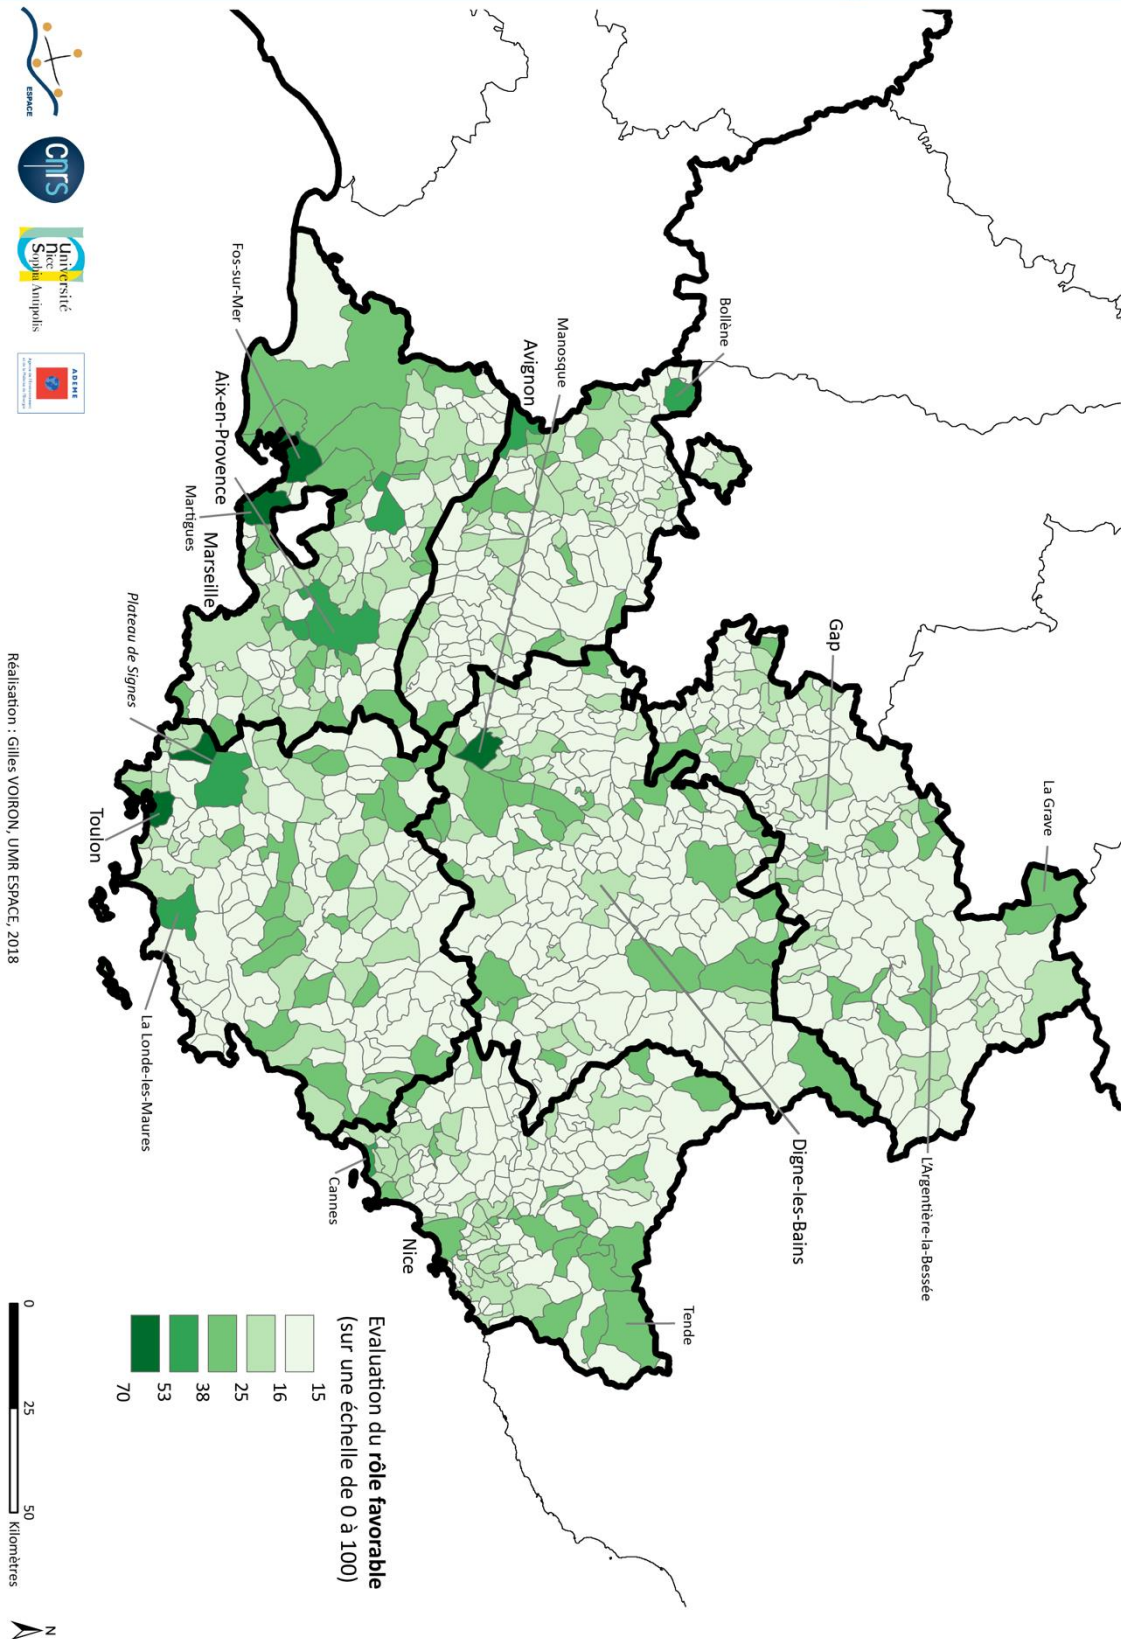 La Grave
L'Argentière-la-Bessée
Gap
Bollène
Digne-les-Bains
Tende
Manosque
Avignon
Fos-sur-Mer
Aix-en-Provence
Martigues
Marseille
Nice
Cannes
Plateau de Signes
Toulon
La Londe-les-Maures
Evaluation du rôle favorable
(sur une échelle de 0 à 100)
15
16
25
38
53
70
0 25 50
Kilomètres
N
ESPACE
cnrs
Université
Nice
Sophia Antipolis
ADEME
Réalisation : Gilles VOIRON, UMR ESPACE, 2018